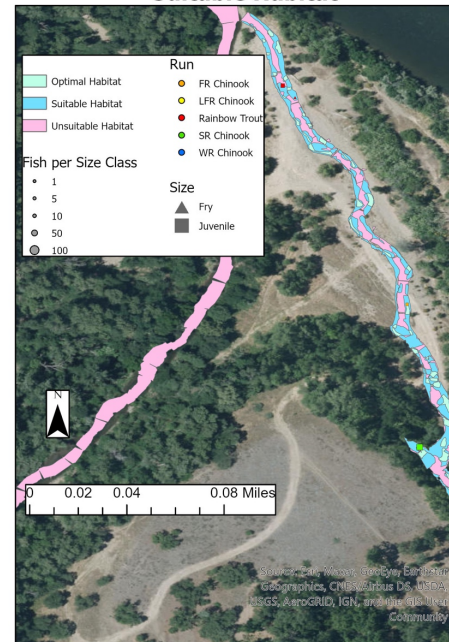 Optimal Habitat
Suitable Habitat
Unsuitable Habitat
Fish per Size Class
1
5
10
50
100
Run
FR Chinook
LFR Chinook
Rainbow Trout
SR Chinook
WR Chinook
Size
Fry
Juvenile
N
0 0.02 0.04 0.08 Miles
Source: Esri, Maxar, GeoEye, Earthstar
Geographics, CNES/Airbus DS, USDA,
USGS, AeroGRID, IGN, and the GIS User
Community